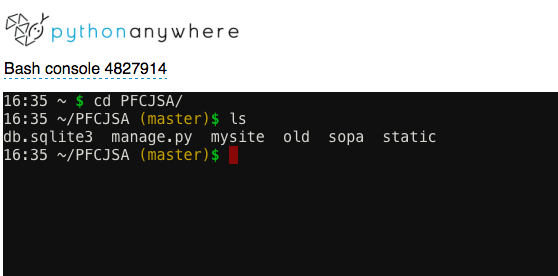 pythonanywhere
Bash console 4827914
16:35 ~ $ cd PFCJSA/
16:35 ~/PFCJSA (master)$ ls
db.sqlite3  manage.py  mysite  old  sopa  static
16:35 ~/PFCJSA (master)$